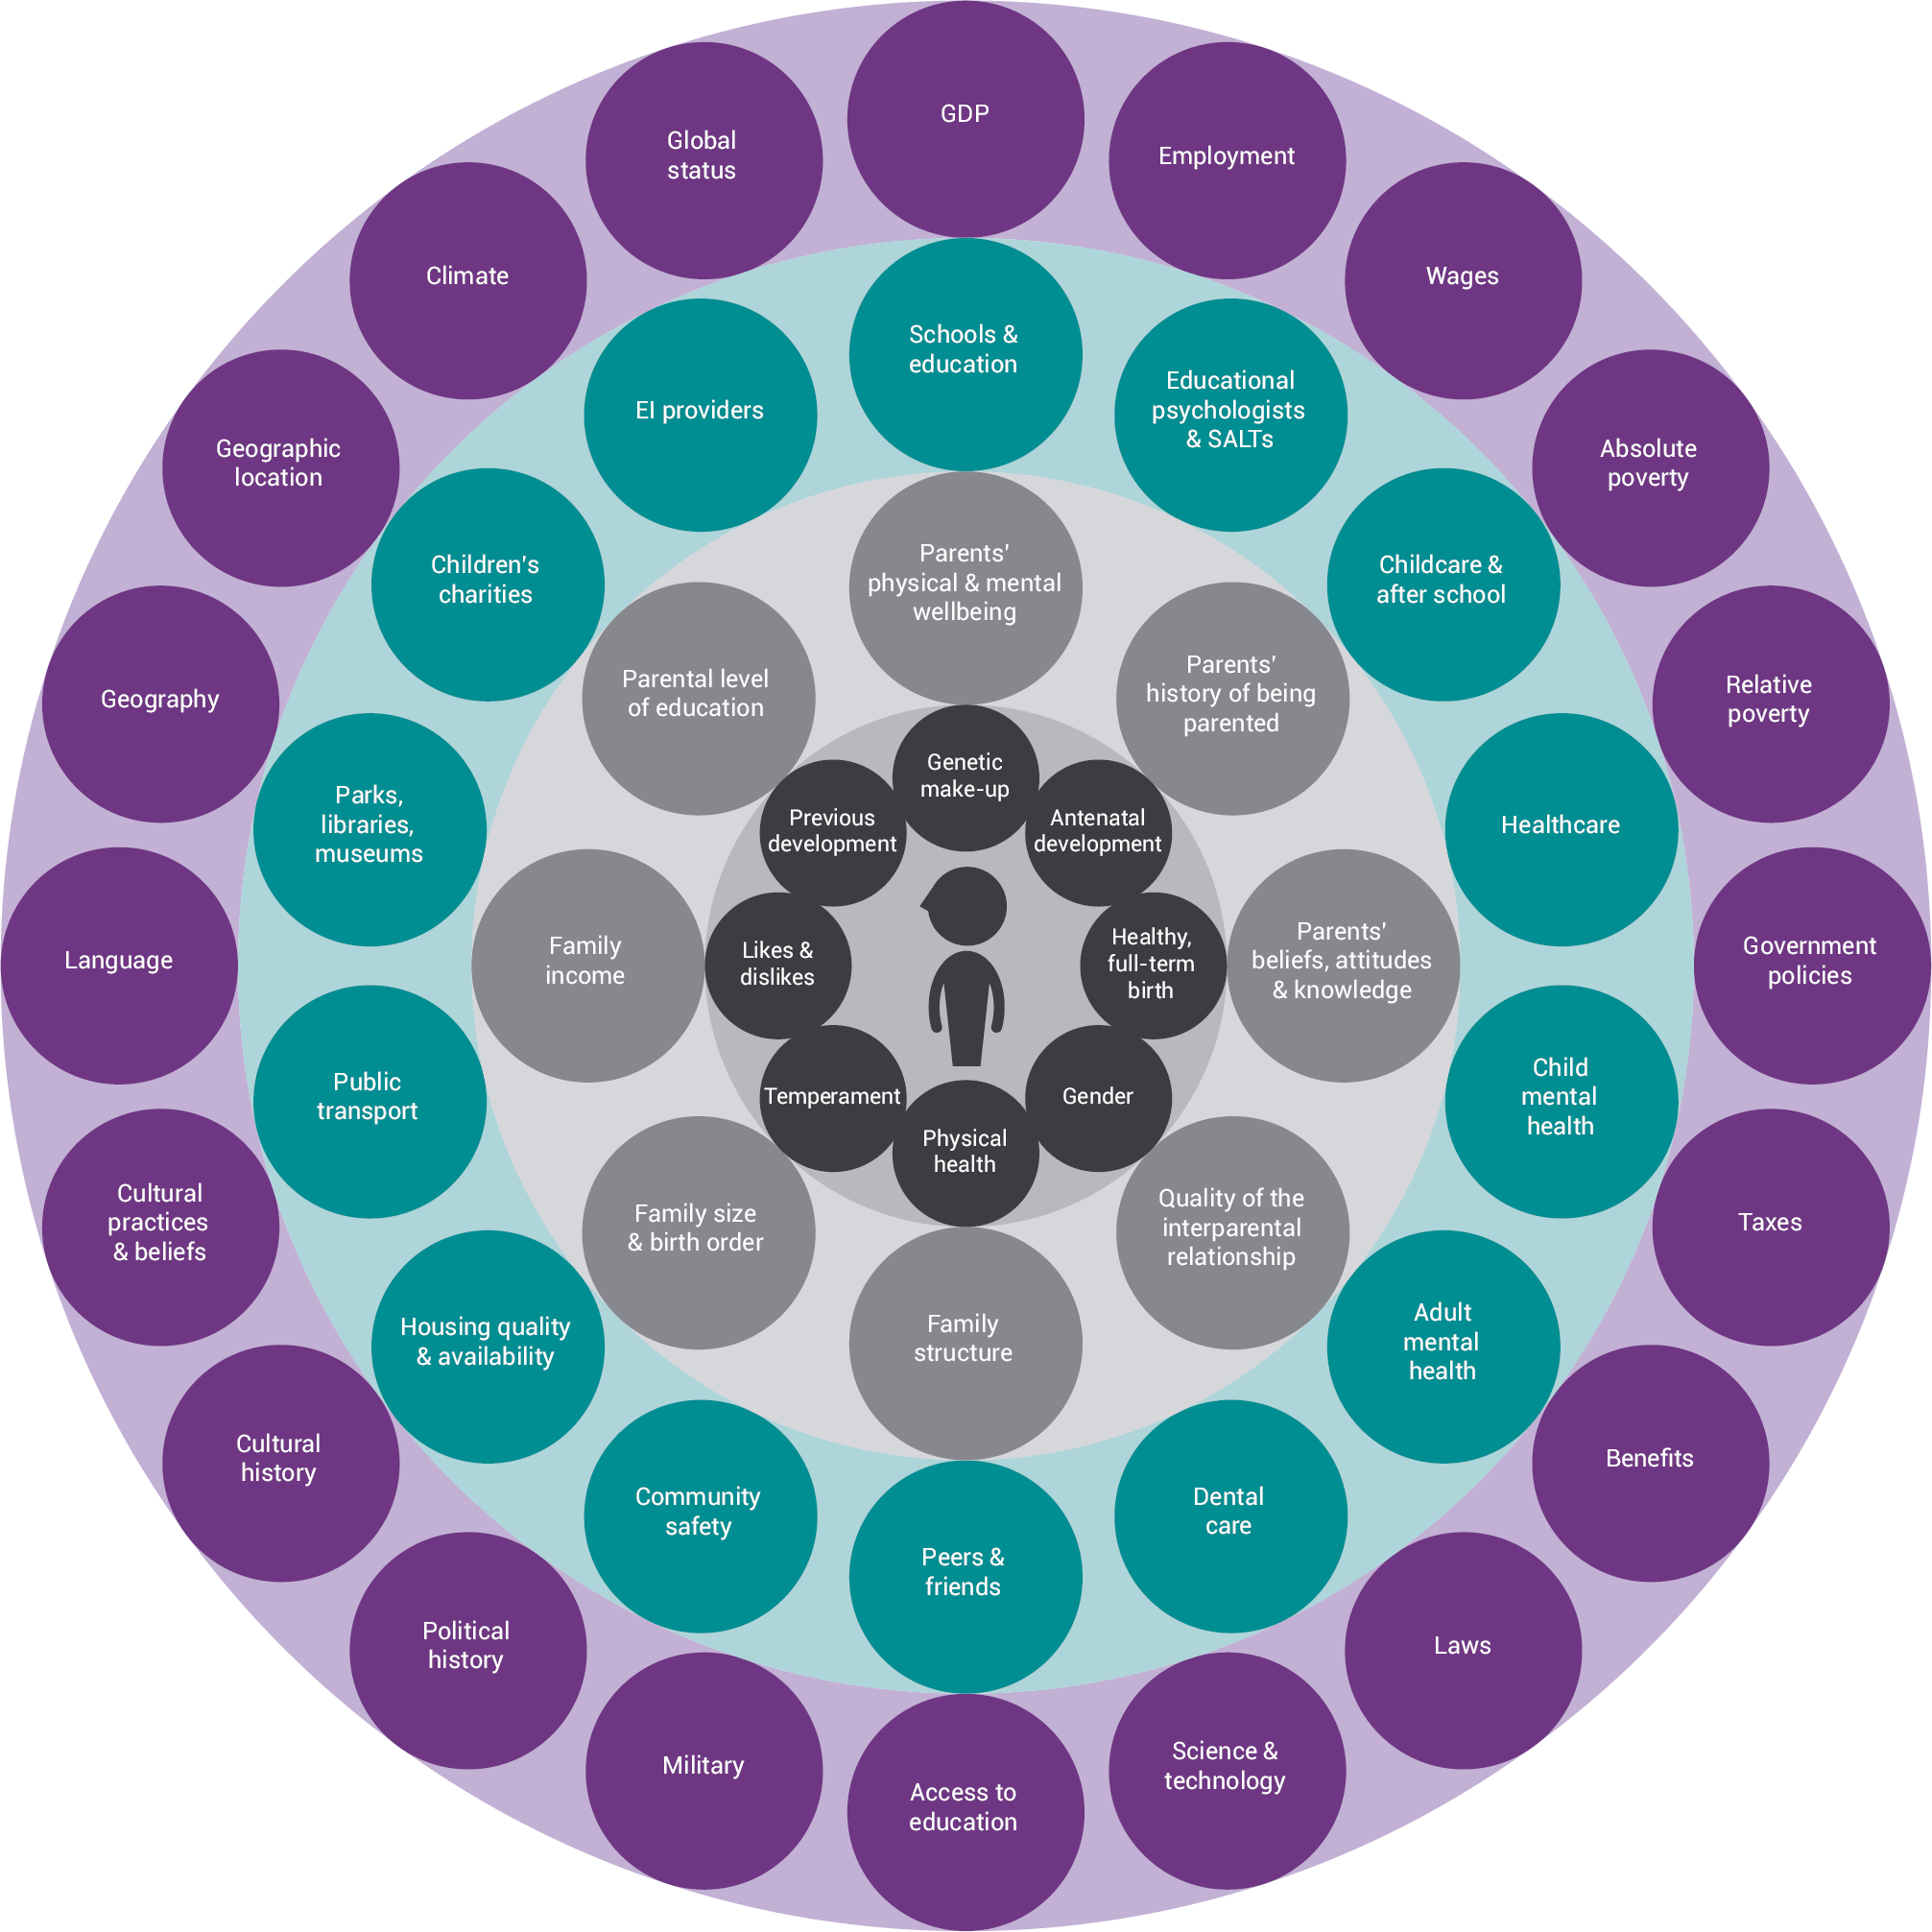 GDP
Employment
Wages
Absolute
poverty
Relative
poverty
Government
policies
Taxes
Benefits
Laws
Science &
technology
Access to
education
Military
Political
history
Cultural
history
Cultural
practices
& beliefs
Language
Geography
Geographic
location
Climate
Global
status
Schools &
education
Educational
psychologists
& SALTs
Childcare &
after school
Healthcare
Child
mental
health
Adult
mental
health
Dental
care
Peers &
friends
Community
safety
Housing quality
& availability
Public
transport
Parks,
libraries,
museums
Children's
charities
EI providers
Parents'
physical & mental
wellbeing
Parents'
history of being
parented
Parents'
beliefs, attitudes
& knowledge
Quality of the
interparental
relationship
Family
structure
Family size
& birth order
Family
income
Parental level
of education
Genetic
make-up
Antenatal
development
Healthy,
full-term
birth
Gender
Physical
health
Temperament
Likes &
dislikes
Previous
development